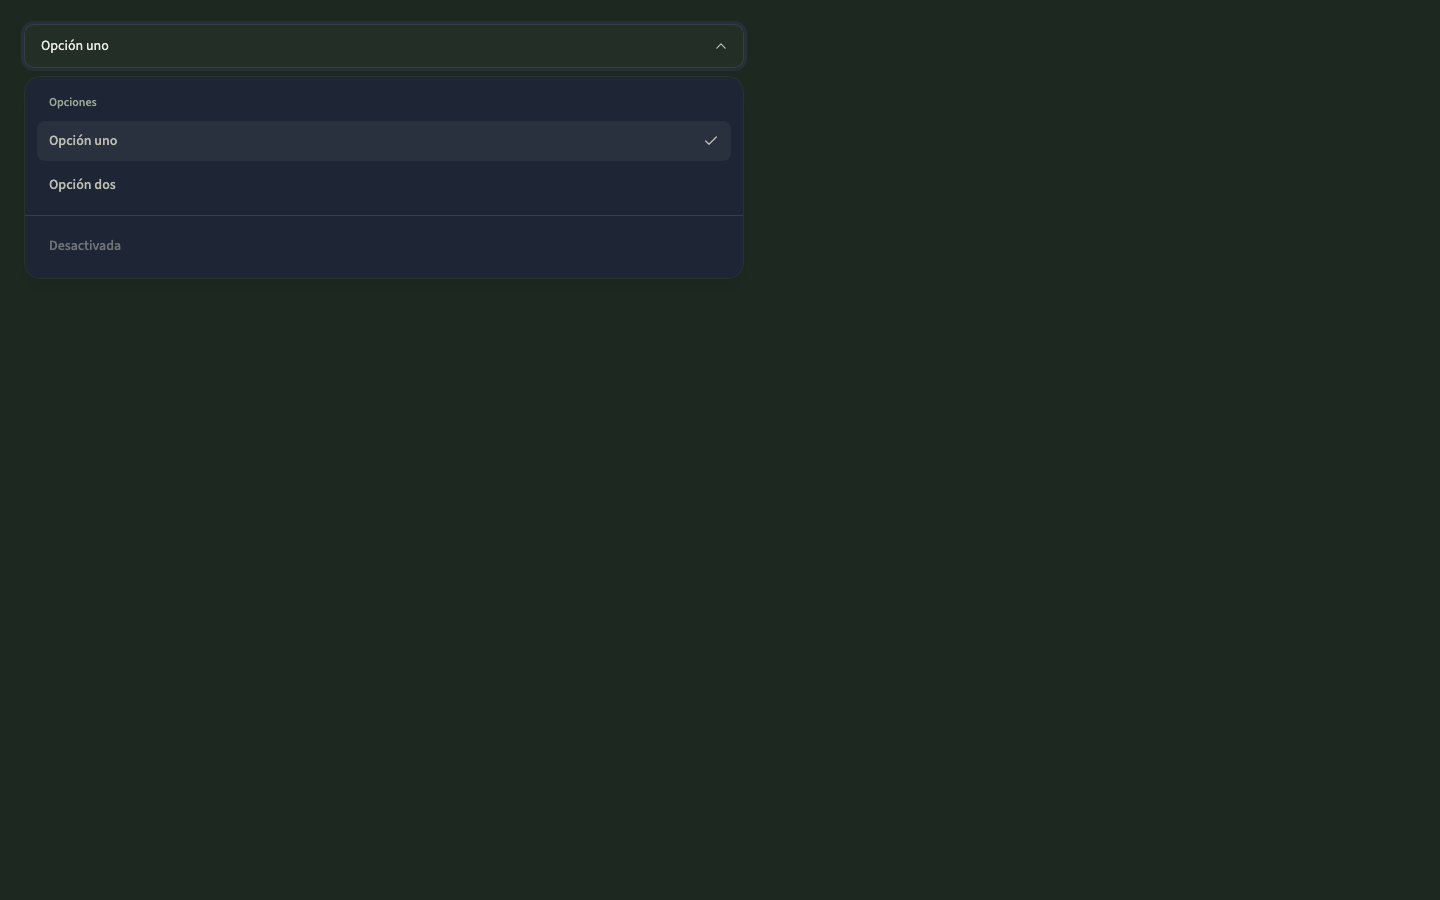 Opción uno
Opciones
Opción uno
Opción dos
Desactivada